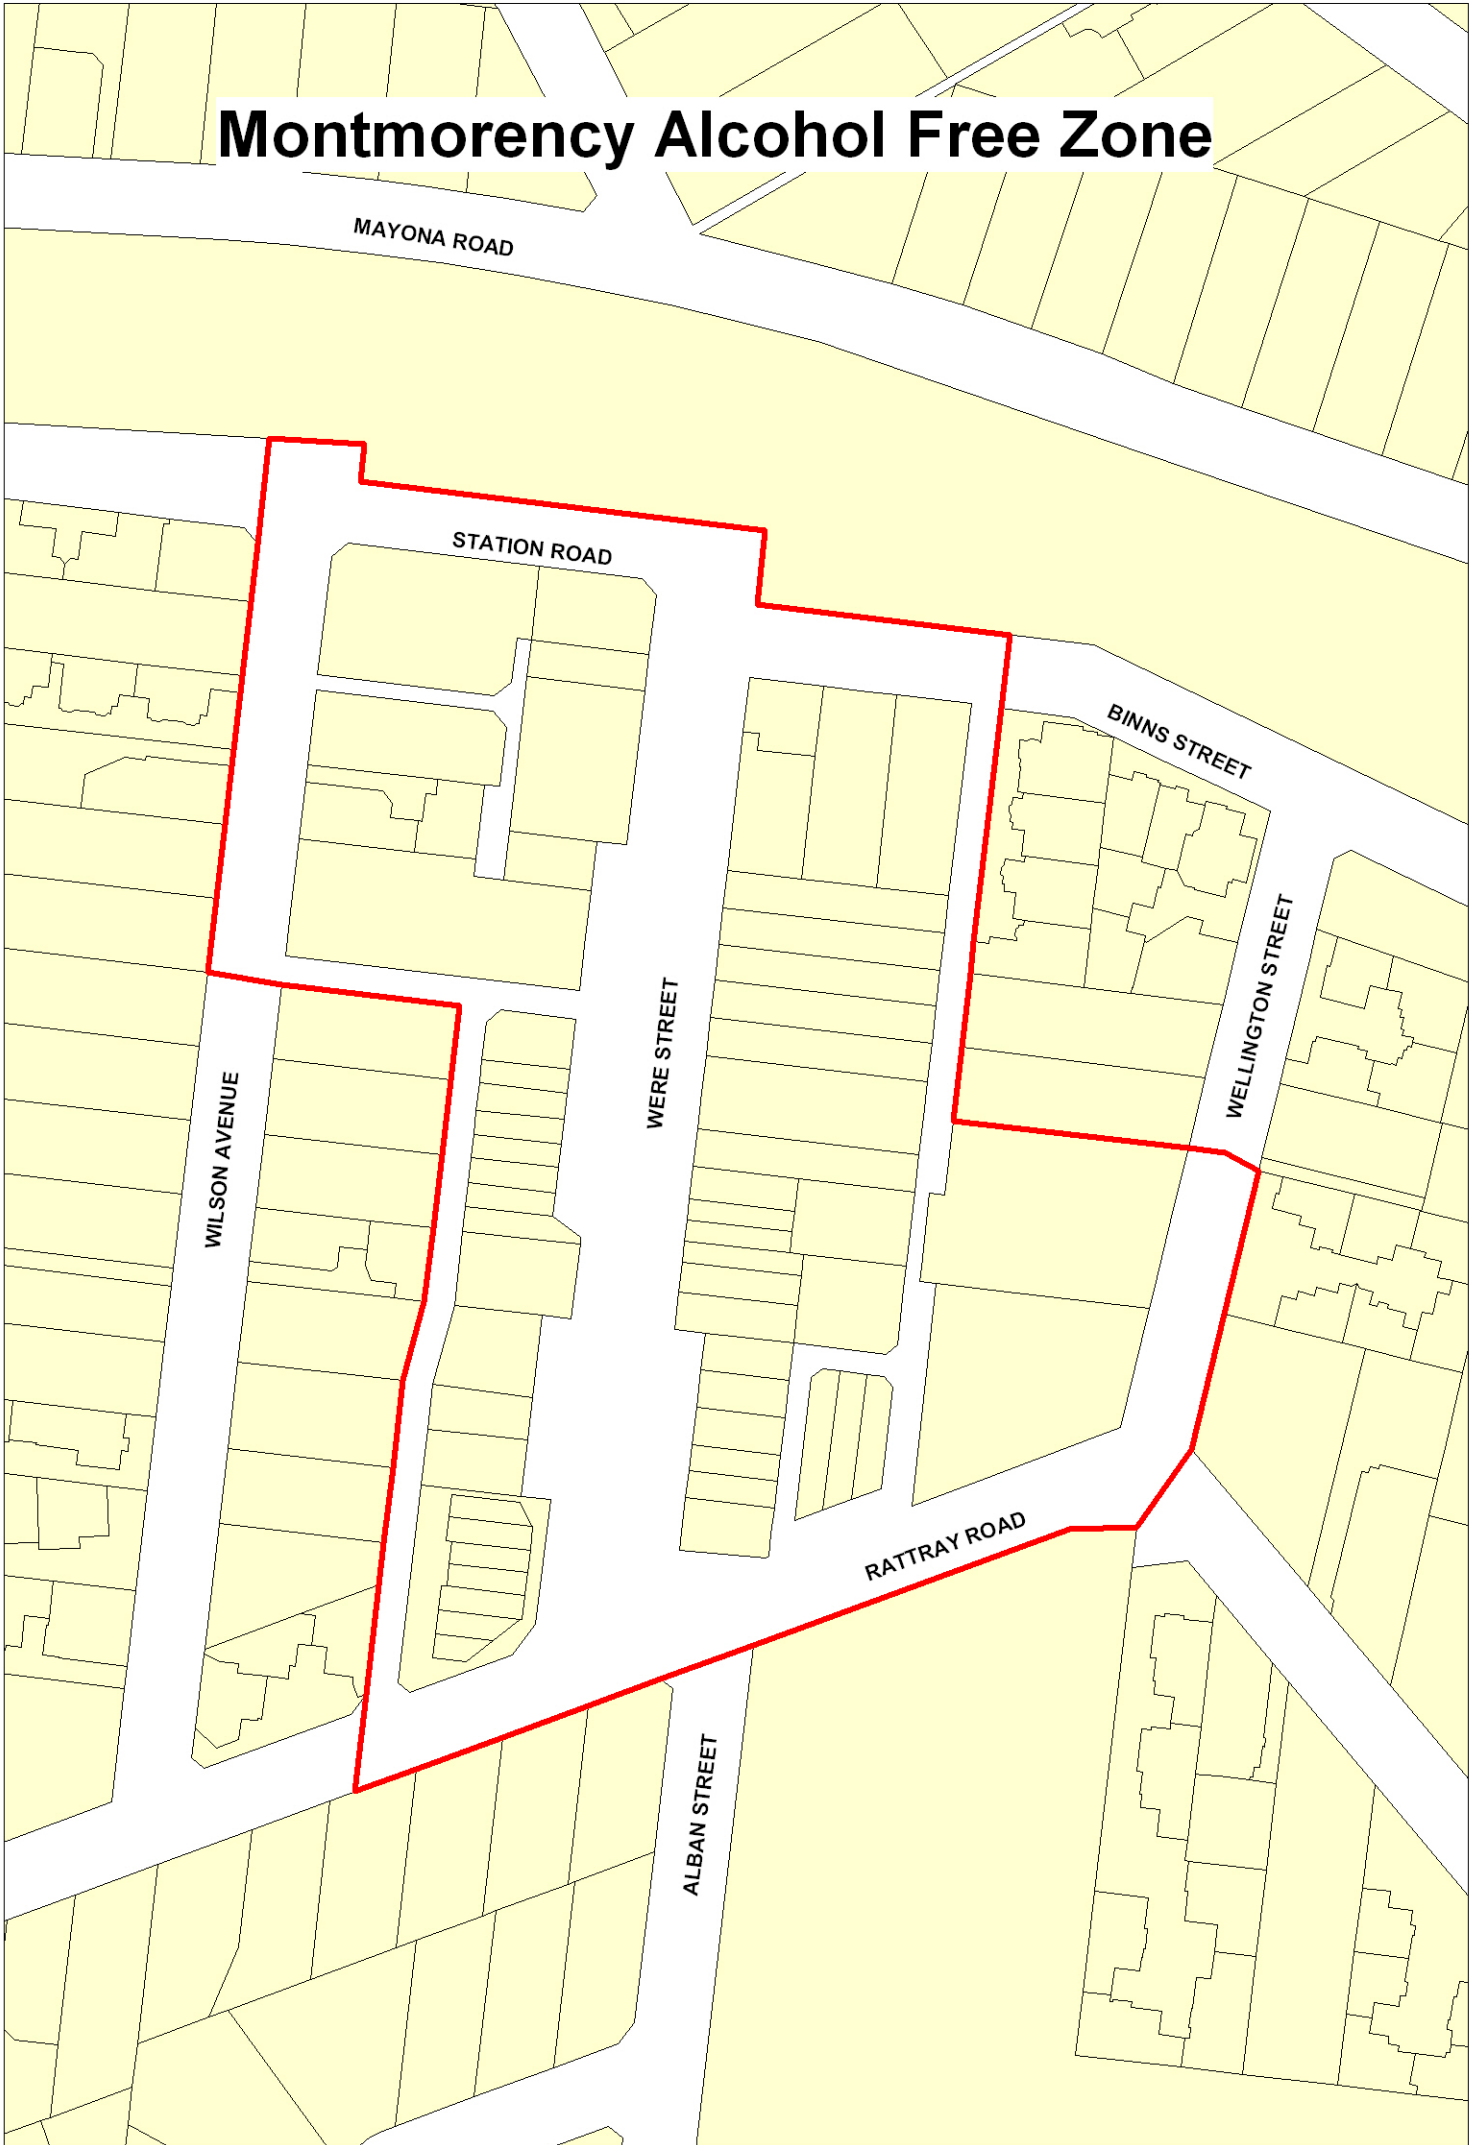 Montmorency Alcohol Free Zone
MAYONA ROAD
STATION ROAD
BINNS STREET
WELLINGTON STREET
WERE STREET
WILSON AVENUE
RATTRAY ROAD
ALBAN STREET